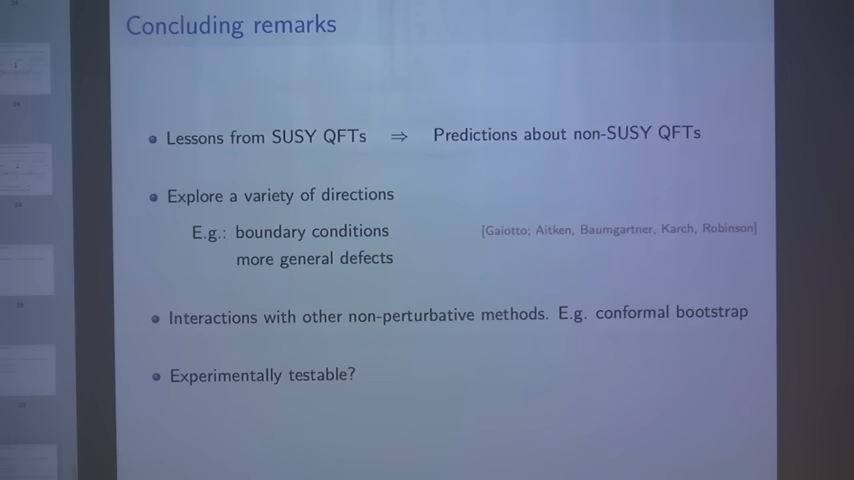 Concluding remarks
Lessons from SUSY QFTs ⇒ Predictions about non-SUSY QFTs
Explore a variety of directions
E.g.: boundary conditions [Gaiotto; Aitken, Baumgartner, Karch, Robinson]
more general defects
Interactions with other non-perturbative methods. E.g. conformal bootstrap
Experimentally testable?